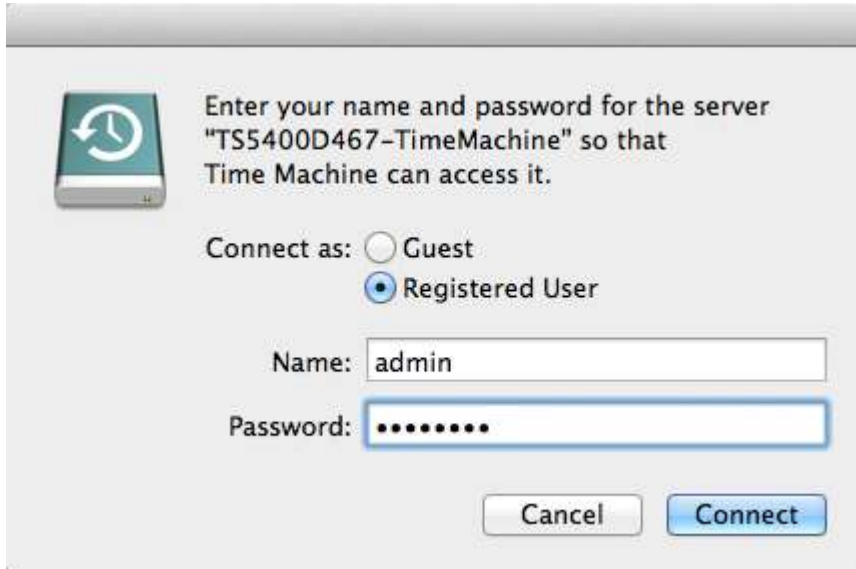 Enter your name and password for the server
"TS5400D467-TimeMachine" so that
Time Machine can access it.
Connect as: Guest
Registered User
Name: admin
Password: ••••••••
Cancel Connect